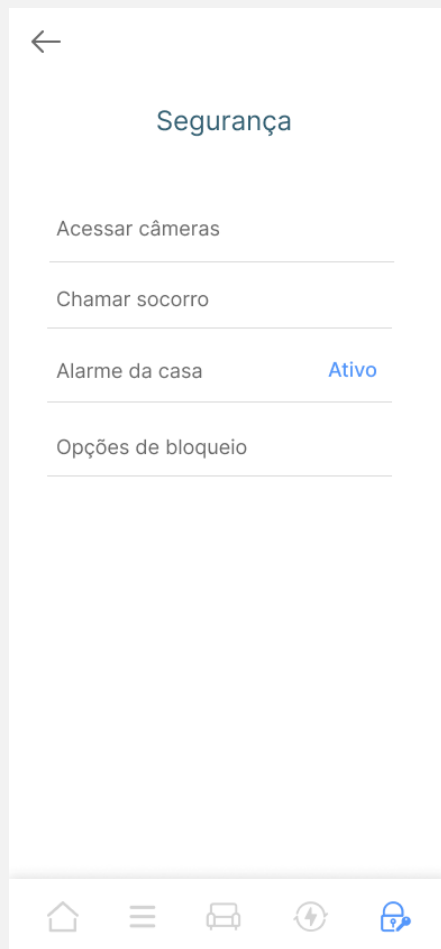 Segurança
Acessar câmeras
Chamar socorro
Alarme da casa Ativo
Opções de bloqueio